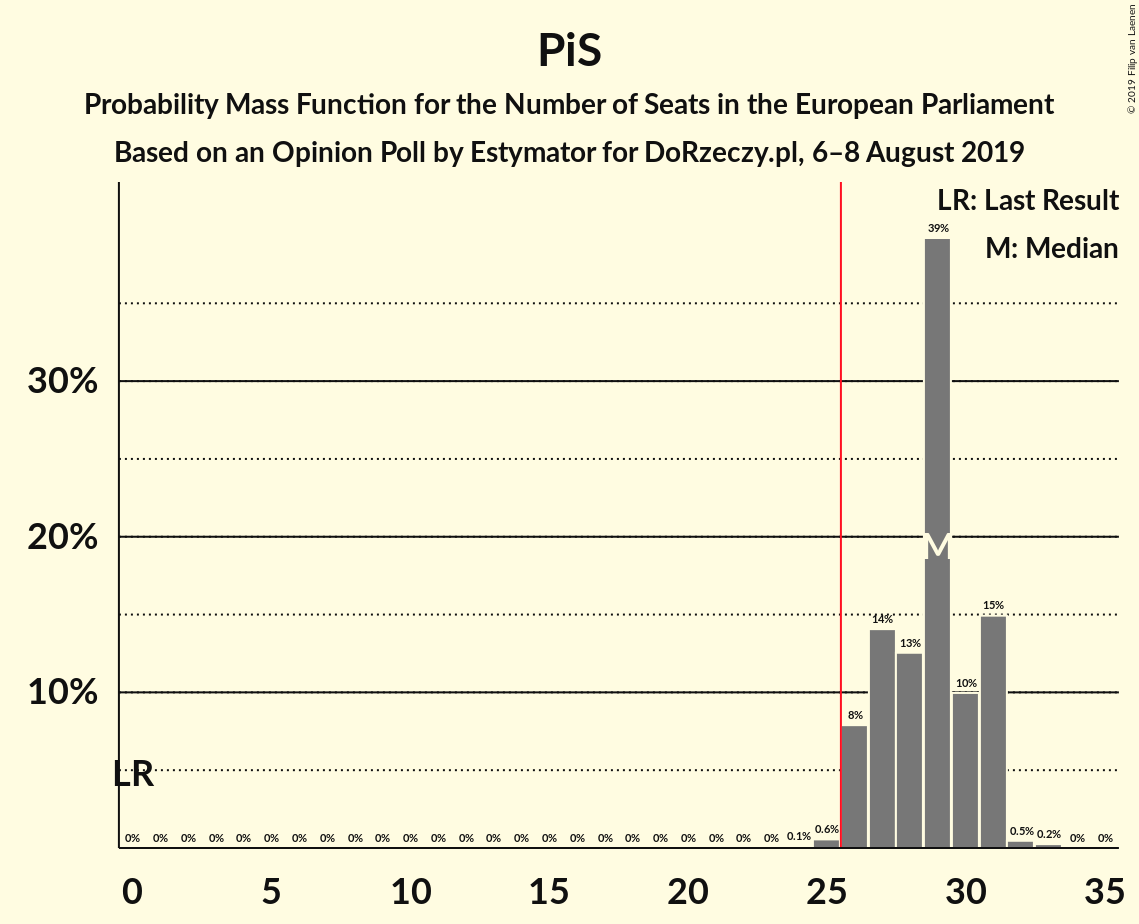 PiS
Probability Mass Function for the Number of Seats in the European Parliament
Based on an Opinion Poll by Estymator for DoRzeczy.pl, 6–8 August 2019
© 2019 Filip van Laenen
LR: Last Result
M: Median
39%
30%
20%
M
15%
14%
13%
10%
10%
8%
LR
0% 0% 0% 0% 0% 0% 0% 0% 0% 0% 0% 0% 0% 0% 0% 0% 0% 0% 0% 0% 0% 0% 0% 0% 0.1% 0.6% 0.5% 0.2% 0% 0%
0 5 10 15 20 25 30 35